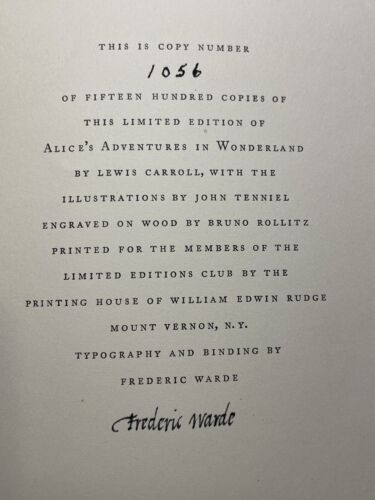 THIS IS COPY NUMBER
1056
OF FIFTEEN HUNDRED COPIES OF
THIS LIMITED EDITION OF
ALICE'S ADVENTURES IN WONDERLAND
BY LEWIS CARROLL, WITH THE
ILLUSTRATIONS BY JOHN TENNIEL
ENGRAVED ON WOOD BY BRUNO ROLLITZ
PRINTED FOR THE MEMBERS OF THE
LIMITED EDITIONS CLUB BY THE
PRINTING HOUSE OF WILLIAM EDWIN RUDGE
MOUNT VERNON, N.Y.
TYPOGRAPHY AND BINDING BY
FREDERIC WARDE
Frederic Warde